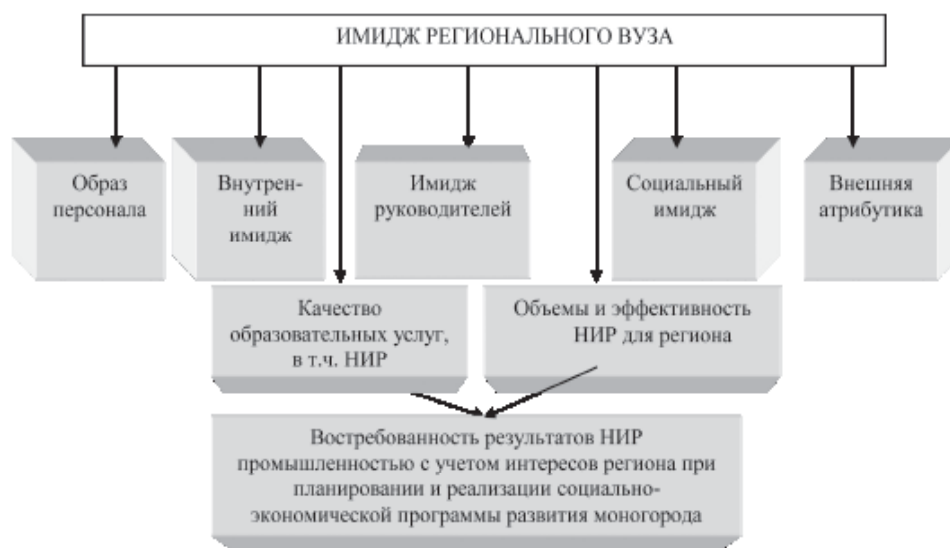 ИМИДЖ РЕГИОНАЛЬНОГО ВУЗА
Образ
персонала
Внутрен-
ний
имидж
Имидж
руководителей
Социальный
имидж
Внешняя
атрибутика
Качество
образовательных услуг,
в т.ч. НИР
Объемы и эффективность
НИР для региона
Востребованность результатов НИР
промышленностью с учетом интересов региона при
планировании и реализации социально-
экономической программы развития моногорода